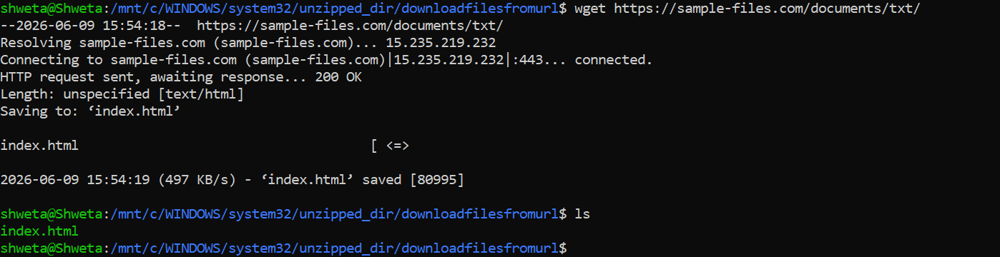 shweta@Shweta:/mnt/c/WINDOWS/system32/unzipped_dir/downloadfilesfromurl$ wget https://sample-files.com/documents/txt/
--2026-06-09 15:54:18--  https://sample-files.com/documents/txt/
Resolving sample-files.com (sample-files.com)... 15.235.219.232
Connecting to sample-files.com (sample-files.com)|15.235.219.232|:443... connected.
HTTP request sent, awaiting response... 200 OK
Length: unspecified [text/html]
Saving to: ‘index.html’
index.html                                     [ <=>
2026-06-09 15:54:19 (497 KB/s) - ‘index.html’ saved [80995]
shweta@Shweta:/mnt/c/WINDOWS/system32/unzipped_dir/downloadfilesfromurl$ ls
index.html
shweta@Shweta:/mnt/c/WINDOWS/system32/unzipped_dir/downloadfilesfromurl$